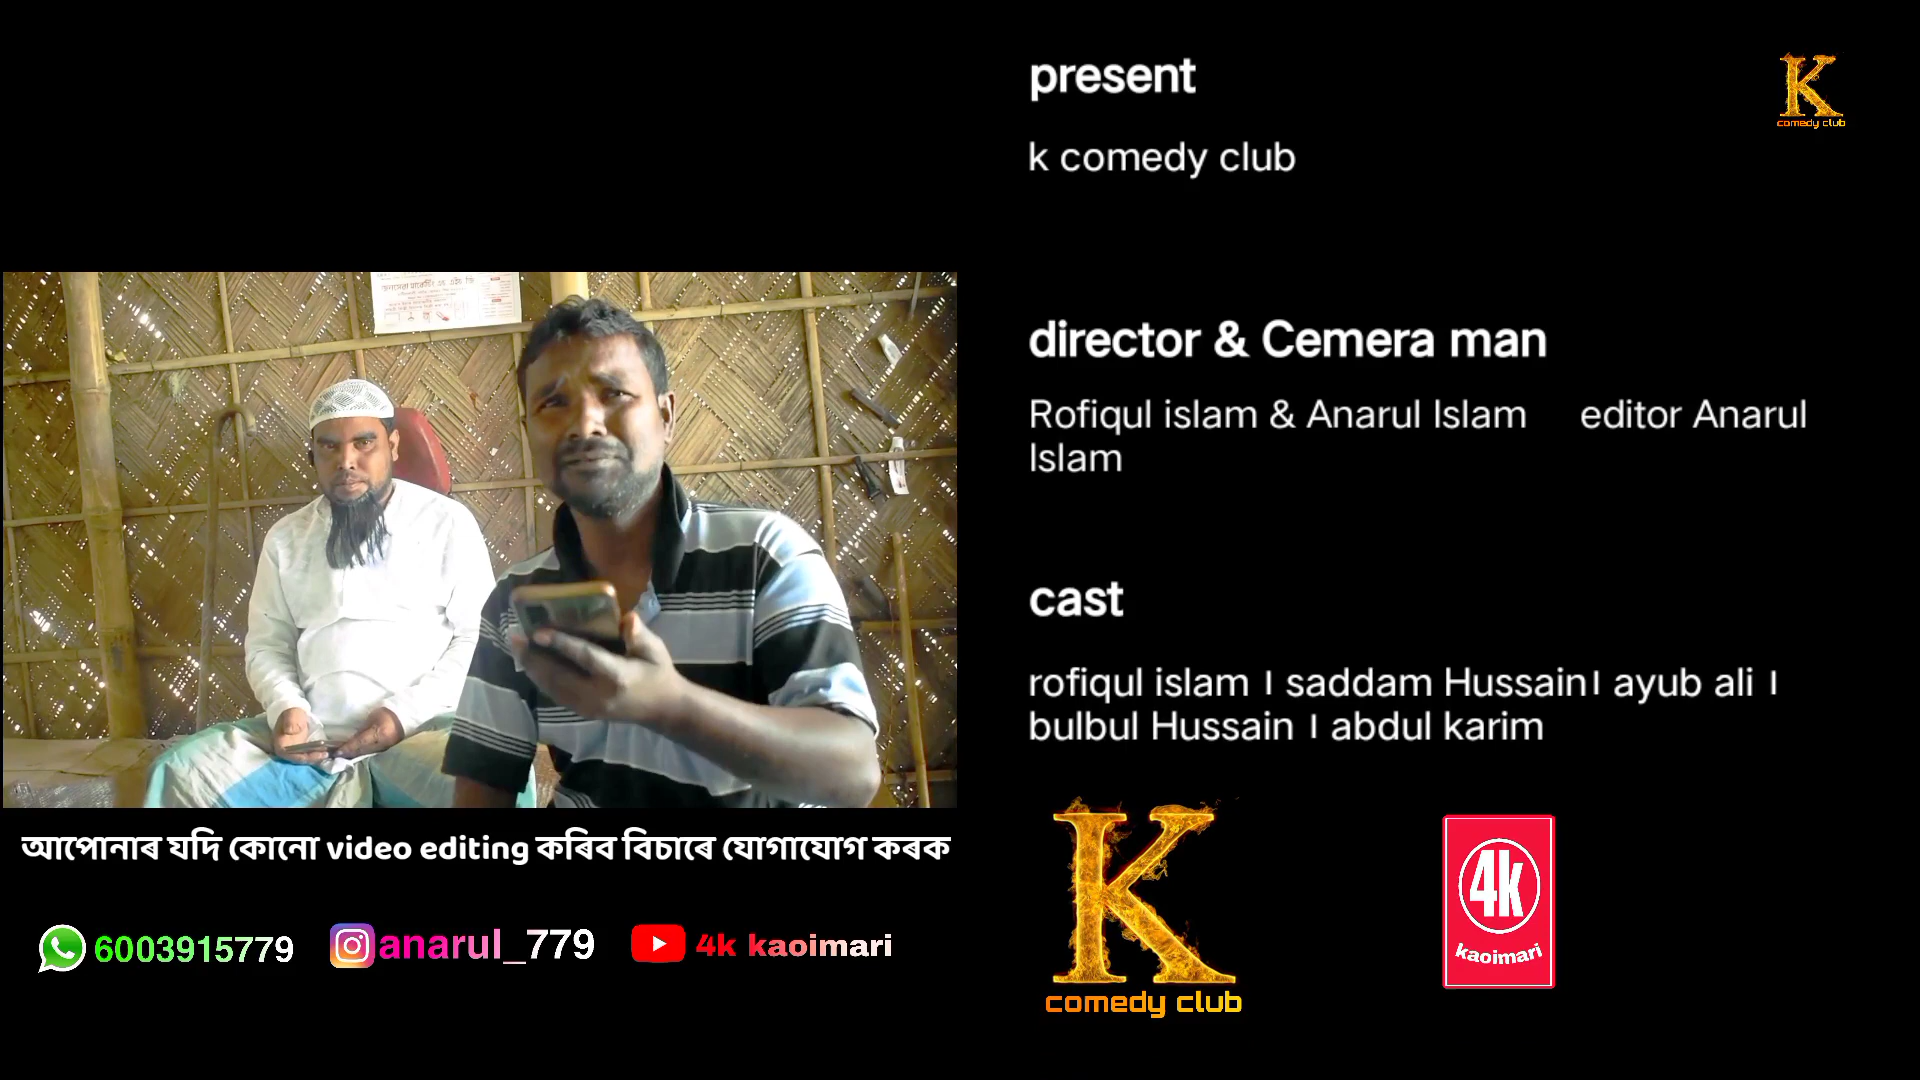 present
K
comedy club
k comedy club
director & Cemera man
Rofiqul islam & Anarul Islam editor Anarul
Islam
cast
rofiqul islam । saddam Hussain। ayub ali ।
bulbul Hussain । abdul karim
আপোনাৰ যদি কোনো video editing কৰিব বিচাৰে যোগাযোগ কৰক
6003915779 anarul_779 4k kaoimari
K
comedy club
4k
kaoimari